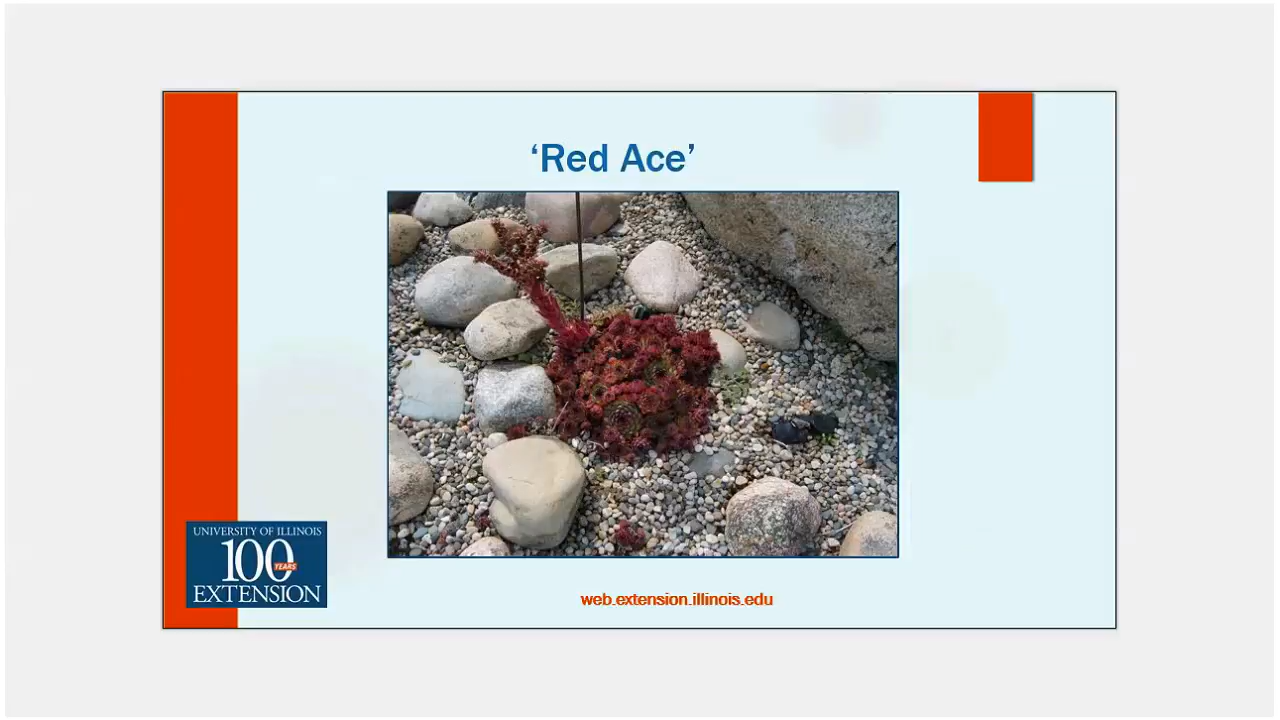 ‘Red Ace’
UNIVERSITY OF ILLINOIS
100 YEARS
EXTENSION
web.extension.illinois.edu